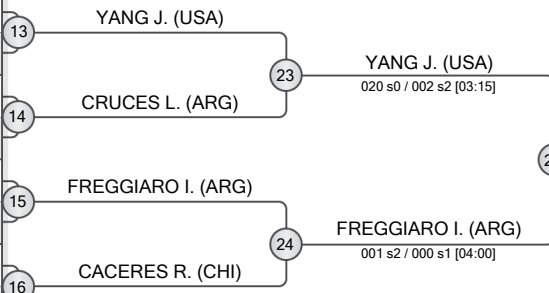 13
YANG J. (USA)
23
YANG J. (USA)
020 s0 / 002 s2 [03:15]
CRUCES L. (ARG)
14
15
FREGGIARO I. (ARG)
24
FREGGIARO I. (ARG)
001 s2 / 000 s1 [04:00]
CACERES R. (CHI)
16